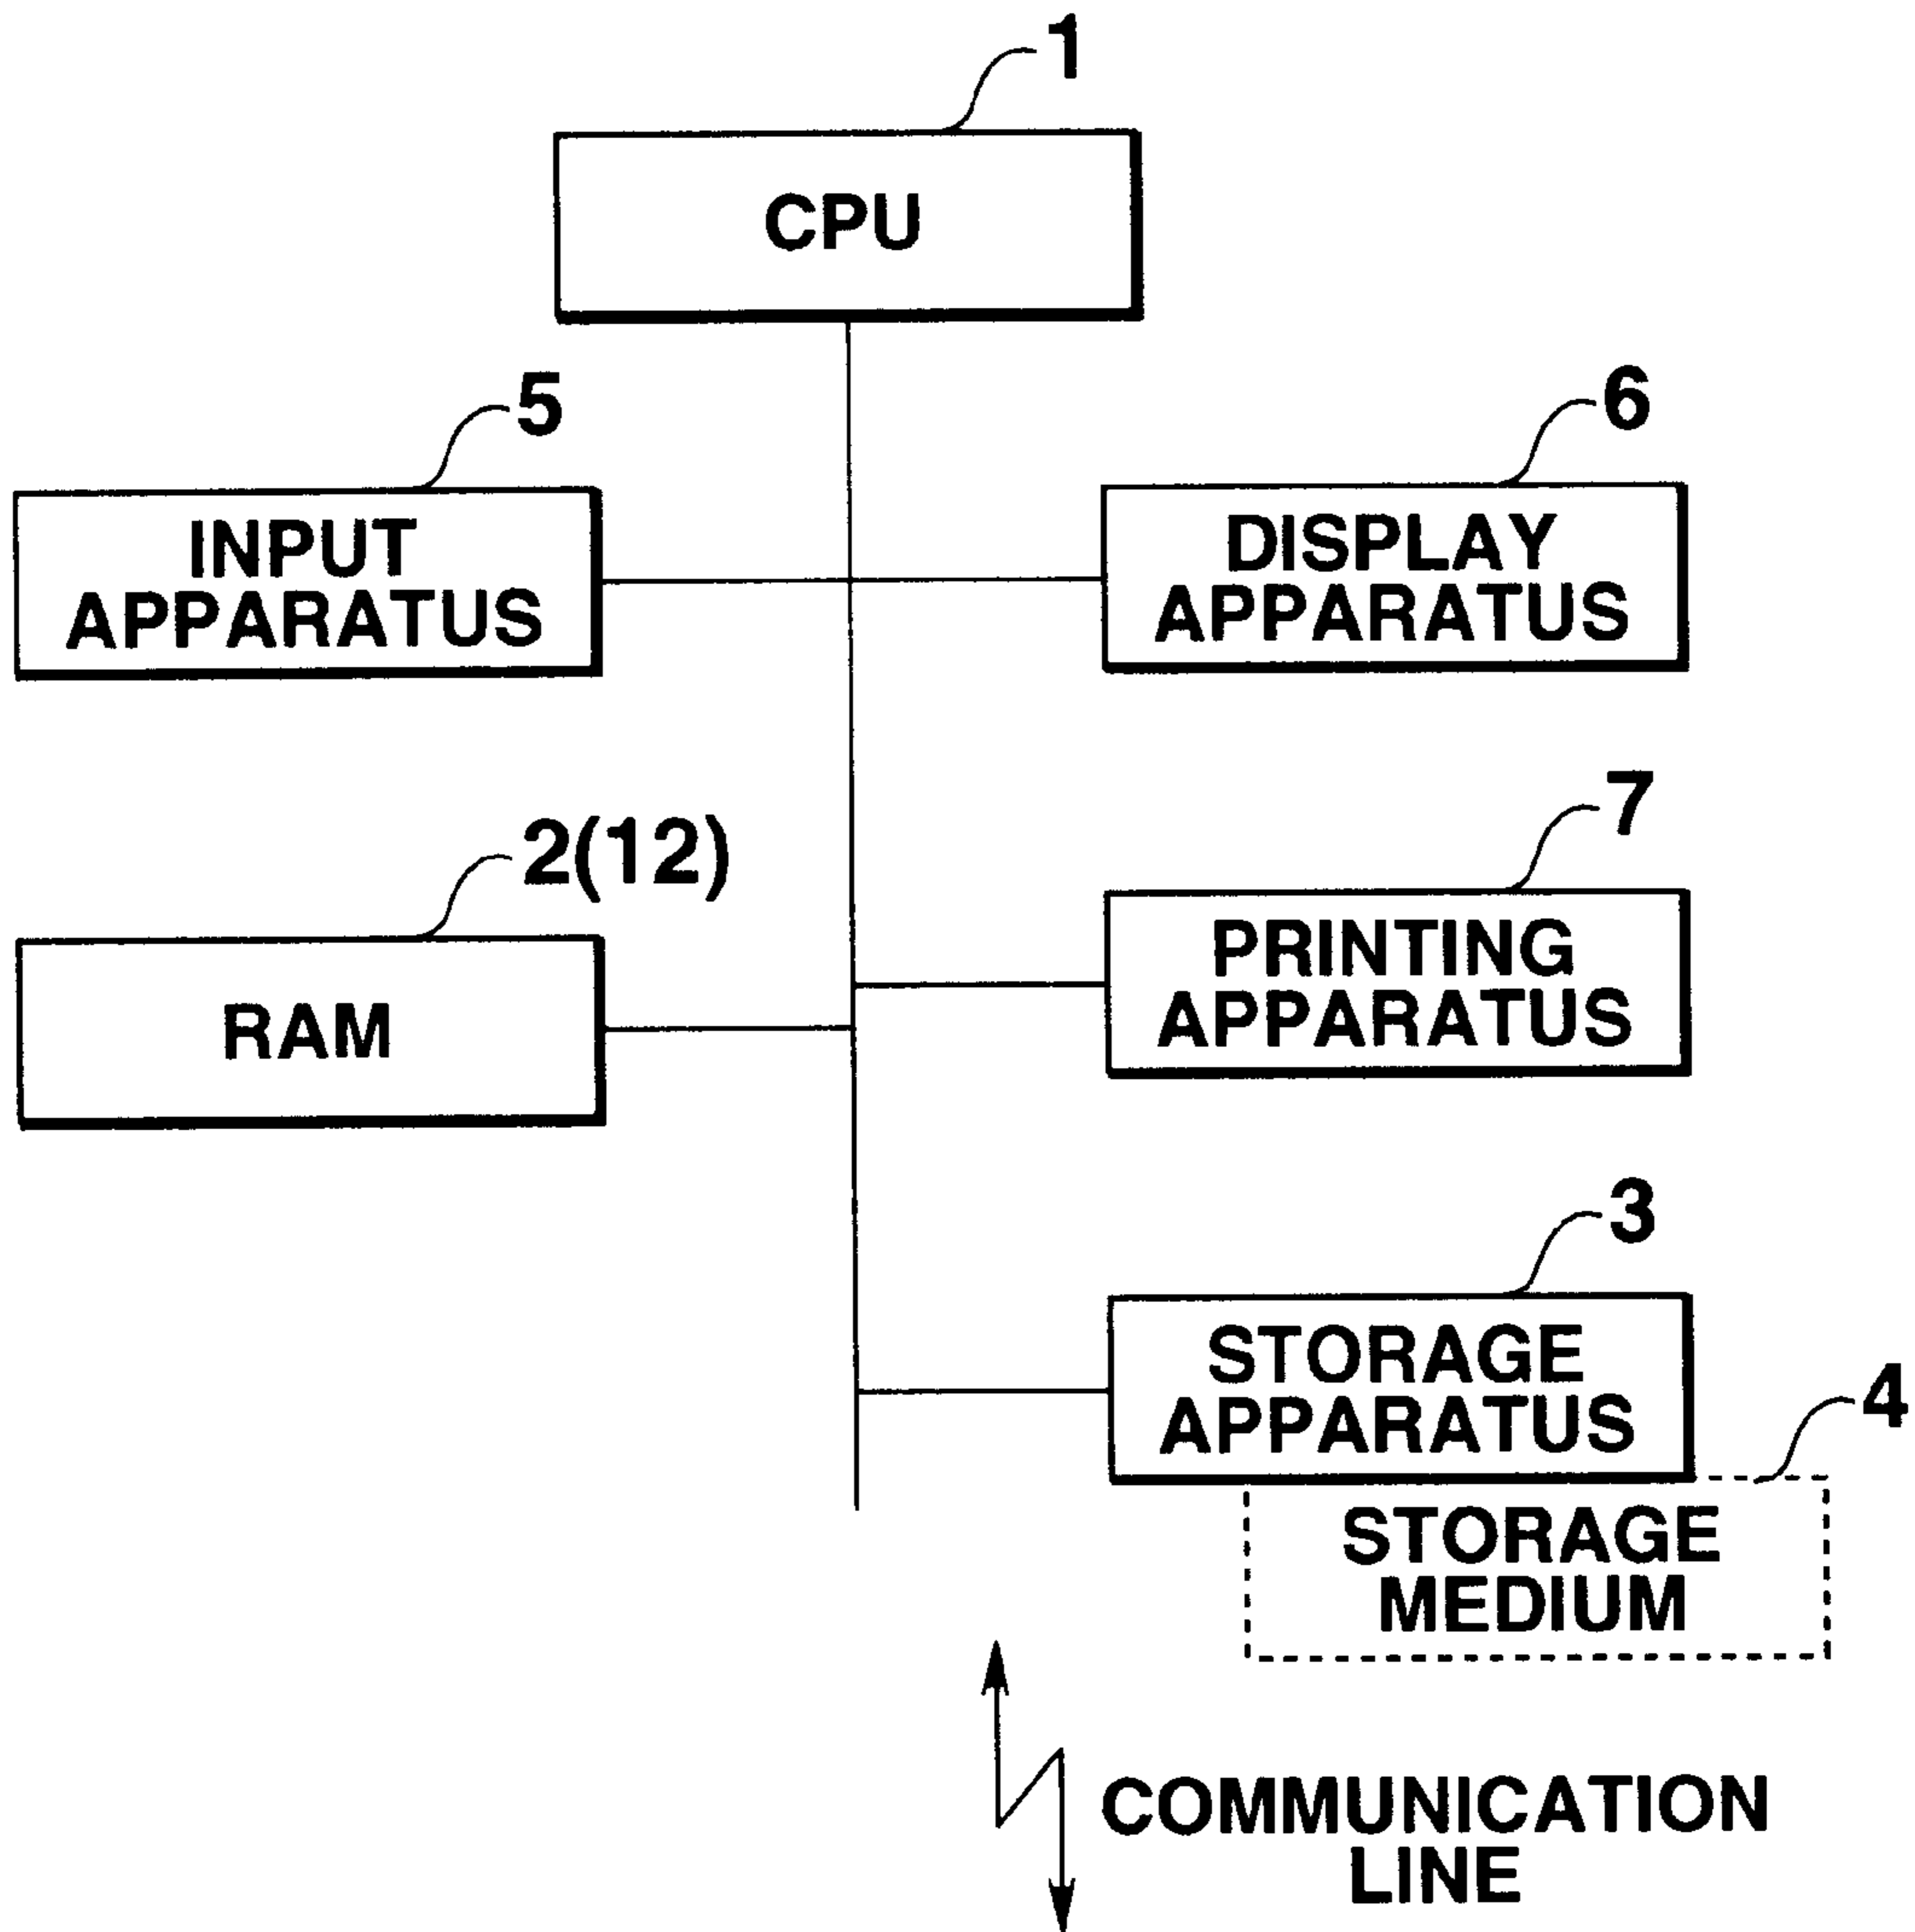 1
CPU
5
INPUT
APPARATUS
6
DISPLAY
APPARATUS
2(12)
RAM
7
PRINTING
APPARATUS
3
STORAGE
APPARATUS
4
STORAGE
MEDIUM
COMMUNICATION
LINE